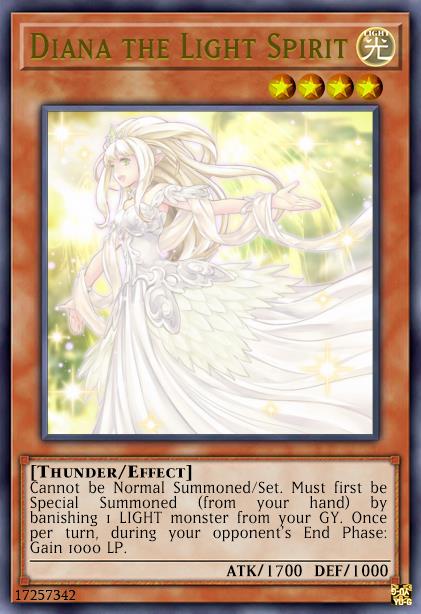 Diana the Light Spirit
LIGHT
光
[Thunder/Effect]
Cannot be Normal Summoned/Set. Must first be
Special Summoned (from your hand) by
banishing 1 LIGHT monster from your GY. Once
per turn, during your opponent's End Phase:
Gain 1000 LP.
ATK/1700 DEF/1000
17257342